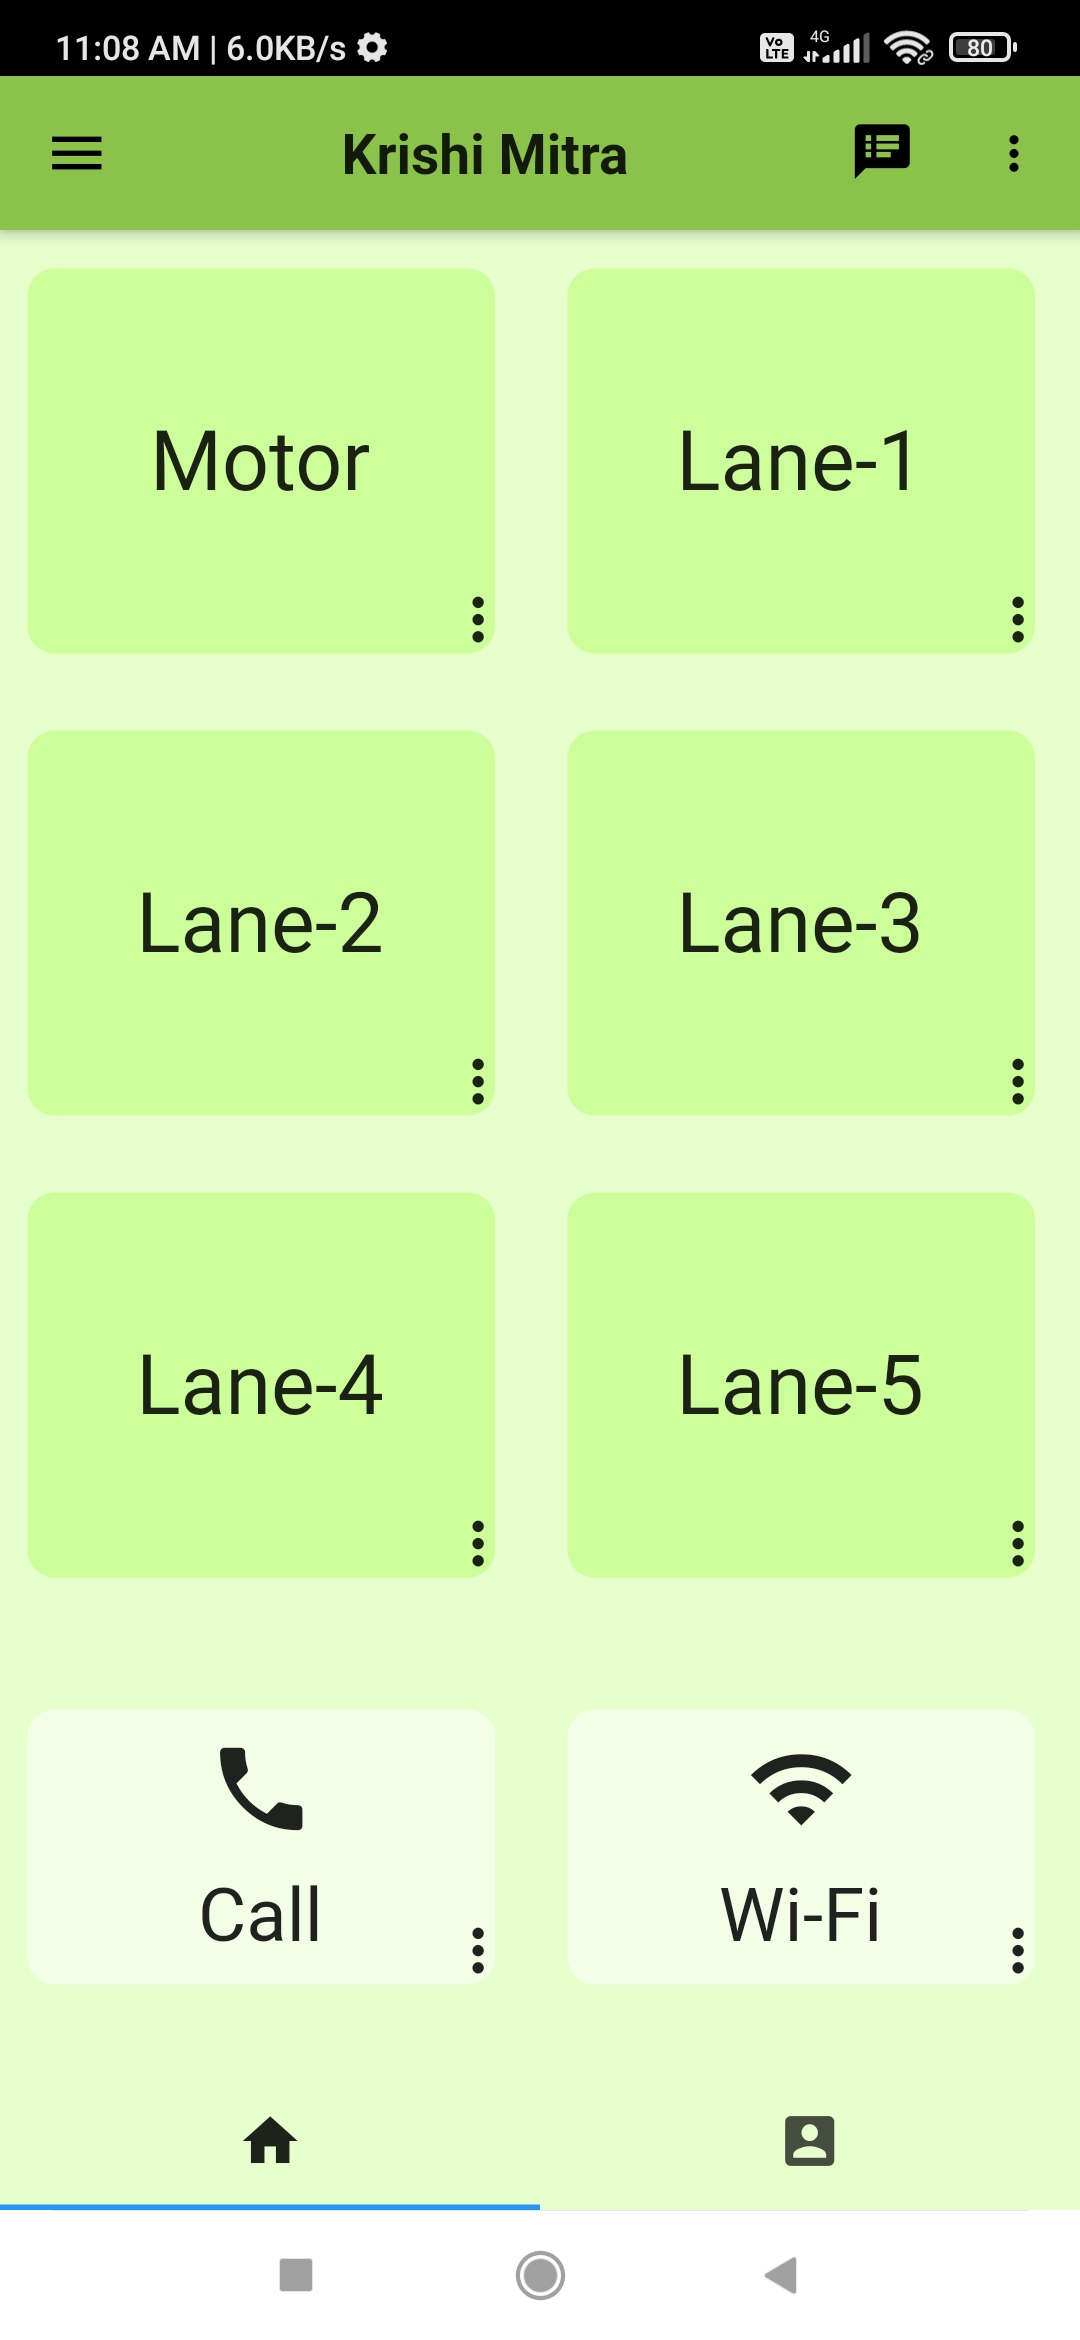 11:08 AM | 6.0KB/s
Vo LTE 4G 80
Krishi Mitra
Motor
Lane-1
Lane-2
Lane-3
Lane-4
Lane-5
Call
Wi-Fi